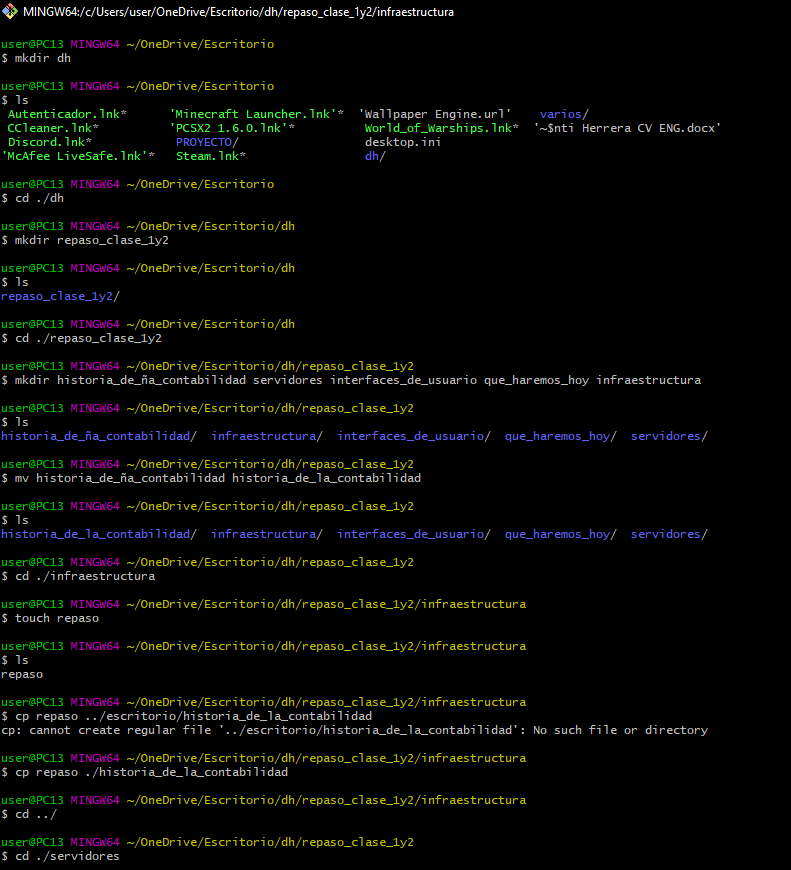 MINGW64:/c/Users/user/OneDrive/Escritorio/dh/repaso_clase_1y2/infraestructura
user@PC13 MINGW64 ~/OneDrive/Escritorio
$ mkdir dh
user@PC13 MINGW64 ~/OneDrive/Escritorio
$ ls
Autenticador.lnk* 'Minecraft Launcher.lnk'* 'Wallpaper Engine.url' varios/
CCleaner.lnk* 'PCSX2 1.6.0.lnk'* World_of_Warships.lnk* '~$nti Herrera CV ENG.docx'
Discord.lnk* PROYECTO/ desktop.ini
'McAfee LiveSafe.lnk'* Steam.lnk* dh/
user@PC13 MINGW64 ~/OneDrive/Escritorio
$ cd ./dh
user@PC13 MINGW64 ~/OneDrive/Escritorio/dh
$ mkdir repaso_clase_1y2
user@PC13 MINGW64 ~/OneDrive/Escritorio/dh
$ ls
repaso_clase_1y2/
user@PC13 MINGW64 ~/OneDrive/Escritorio/dh
$ cd ./repaso_clase_1y2
user@PC13 MINGW64 ~/OneDrive/Escritorio/dh/repaso_clase_1y2
$ mkdir historia_de_ña_contabilidad servidores interfaces_de_usuario que_haremos_hoy infraestructura
user@PC13 MINGW64 ~/OneDrive/Escritorio/dh/repaso_clase_1y2
$ ls
historia_de_ña_contabilidad/ infraestructura/ interfaces_de_usuario/ que_haremos_hoy/ servidores/
user@PC13 MINGW64 ~/OneDrive/Escritorio/dh/repaso_clase_1y2
$ mv historia_de_ña_contabilidad historia_de_la_contabilidad
user@PC13 MINGW64 ~/OneDrive/Escritorio/dh/repaso_clase_1y2
$ ls
historia_de_la_contabilidad/ infraestructura/ interfaces_de_usuario/ que_haremos_hoy/ servidores/
user@PC13 MINGW64 ~/OneDrive/Escritorio/dh/repaso_clase_1y2
$ cd ./infraestructura
user@PC13 MINGW64 ~/OneDrive/Escritorio/dh/repaso_clase_1y2/infraestructura
$ touch repaso
user@PC13 MINGW64 ~/OneDrive/Escritorio/dh/repaso_clase_1y2/infraestructura
$ ls
repaso
user@PC13 MINGW64 ~/OneDrive/Escritorio/dh/repaso_clase_1y2/infraestructura
$ cp repaso ../escritorio/historia_de_la_contabilidad
cp: cannot create regular file '../escritorio/historia_de_la_contabilidad': No such file or directory
user@PC13 MINGW64 ~/OneDrive/Escritorio/dh/repaso_clase_1y2/infraestructura
$ cp repaso ./historia_de_la_contabilidad
user@PC13 MINGW64 ~/OneDrive/Escritorio/dh/repaso_clase_1y2/infraestructura
$ cd ../
user@PC13 MINGW64 ~/OneDrive/Escritorio/dh/repaso_clase_1y2
$ cd ./servidores